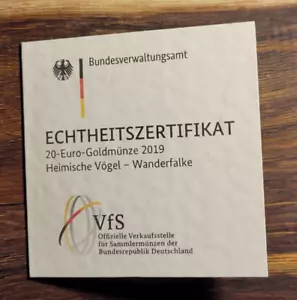 Bundesverwaltungsamt
ECHTHEITSZERTIFIKAT
20-Euro-Goldmünze 2019
Heimische Vögel – Wanderfalke
VfS
Offizielle Verkaufsstelle
für Sammlermünzen der
Bundesrepublik Deutschland